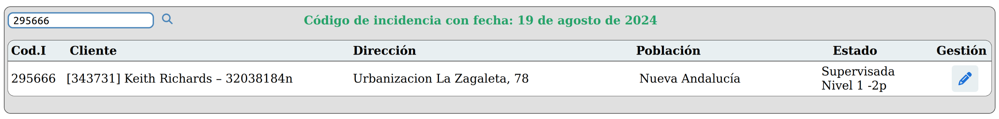 295666
Código de incidencia con fecha: 19 de agosto de 2024
Cod.I Cliente Dirección Población Estado Gestión
295666 [343731] Keith Richards – 32038184n Urbanizacion La Zagaleta, 78 Nueva Andalucía Supervisada
Nivel 1 -2p